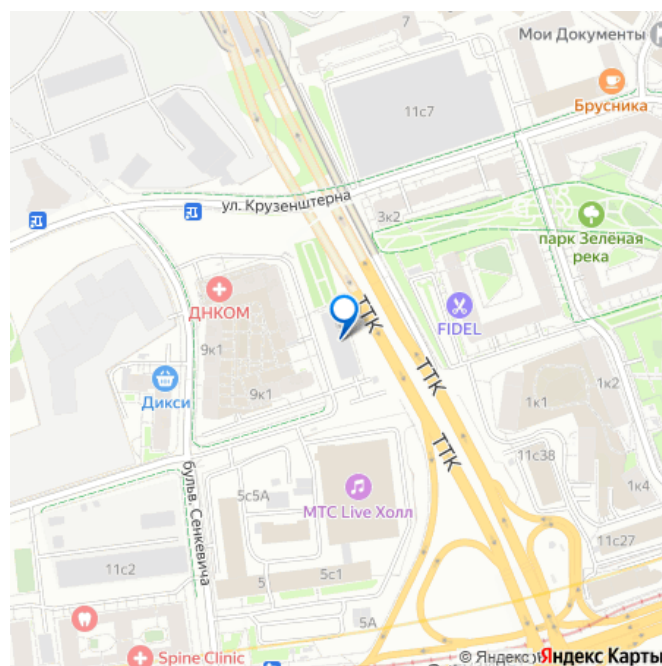 7
Мои Документы
11с7
Брусника
ул. Крузенштерна
3к2
парк Зелёная
река
ДНКОМ
ТТК
FIDEL
9к1
ТТК
Дикси
9к1
1к2
1к1
ТТК
11с38
бульв. Сенкевича
5с5А
МТС Live Холл
1к4
11с2
5
5с1
11с27
5А
Spine Clinic
© Яндекс
Яндекс Карты